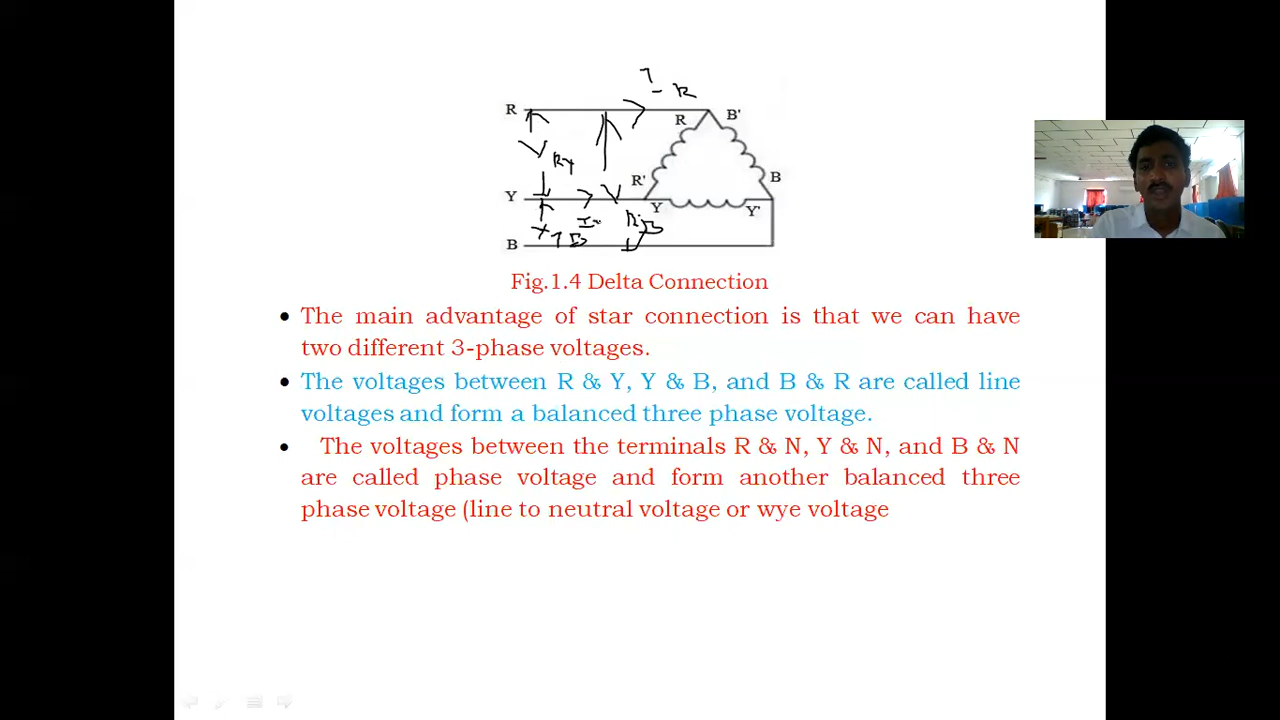 R
R
B'
R'
B
Y
Y
Y'
B
Fig.1.4 Delta Connection
• The main advantage of star connection is that we can have
two different 3-phase voltages.
• The voltages between R & Y, Y & B, and B & R are called line
voltages and form a balanced three phase voltage.
• The voltages between the terminals R & N, Y & N, and B & N
are called phase voltage and form another balanced three
phase voltage (line to neutral voltage or wye voltage